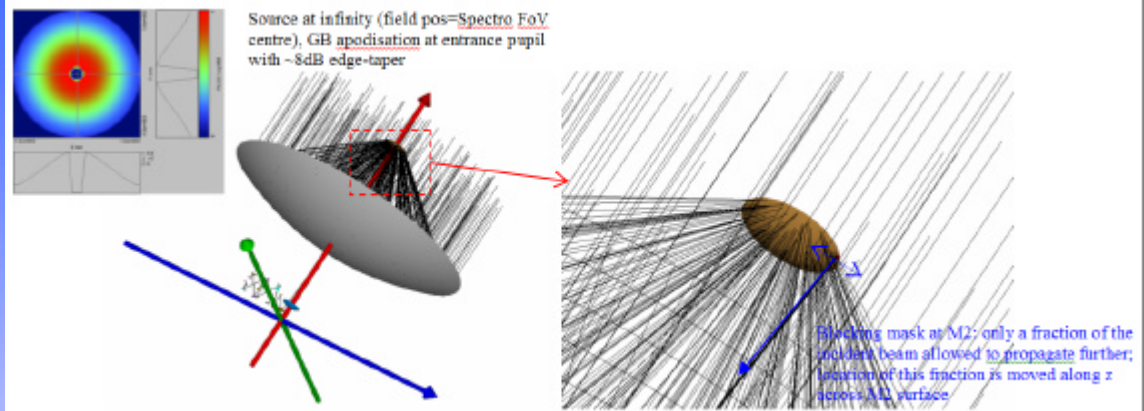 Source at infinity (field pos=Spectro FoV
centre), GB apodisation at entrance pupil
with ~8dB edge-taper
Blocking mask at M2: only a fraction of the
incident beam allowed to propagate further;
location of this fraction is moved along z
across M2 surface